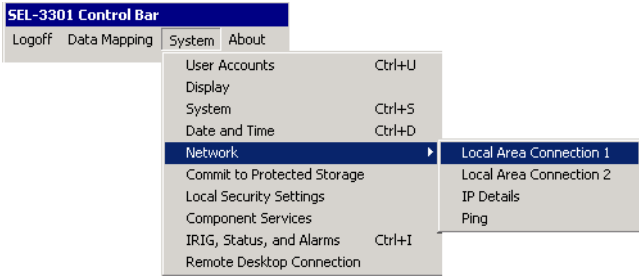 SEL-3301 Control Bar
Logoff Data Mapping System About
User Accounts Ctrl+U
Display
System Ctrl+S
Date and Time Ctrl+D
Network Local Area Connection 1
Commit to Protected Storage Local Area Connection 2
Local Security Settings IP Details
Component Services Ping
IRIG, Status, and Alarms Ctrl+I
Remote Desktop Connection